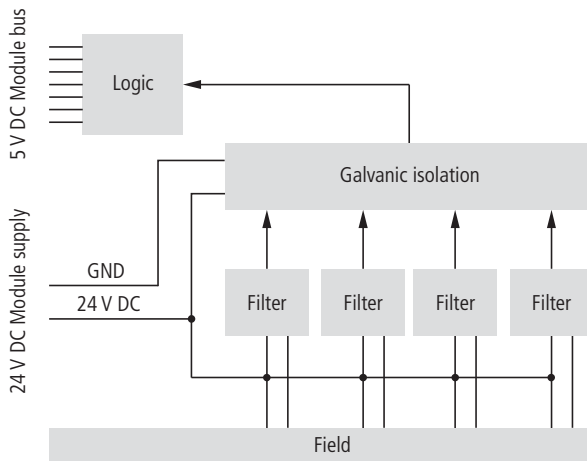 5 V DC Module bus
Logic
Galvanic isolation
24 V DC Module supply
GND
24 V DC
Filter
Filter
Filter
Filter
Field